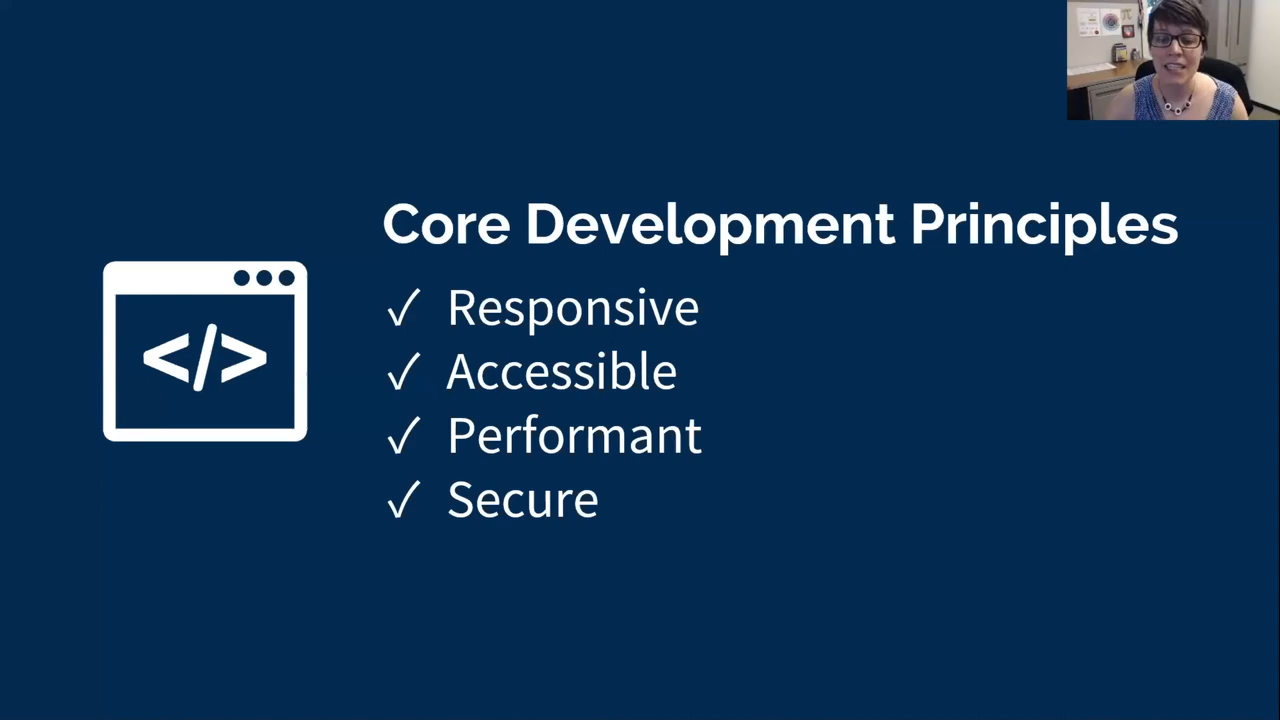 Core Development Principles
✓ Responsive
✓ Accessible
✓ Performant
✓ Secure
</>